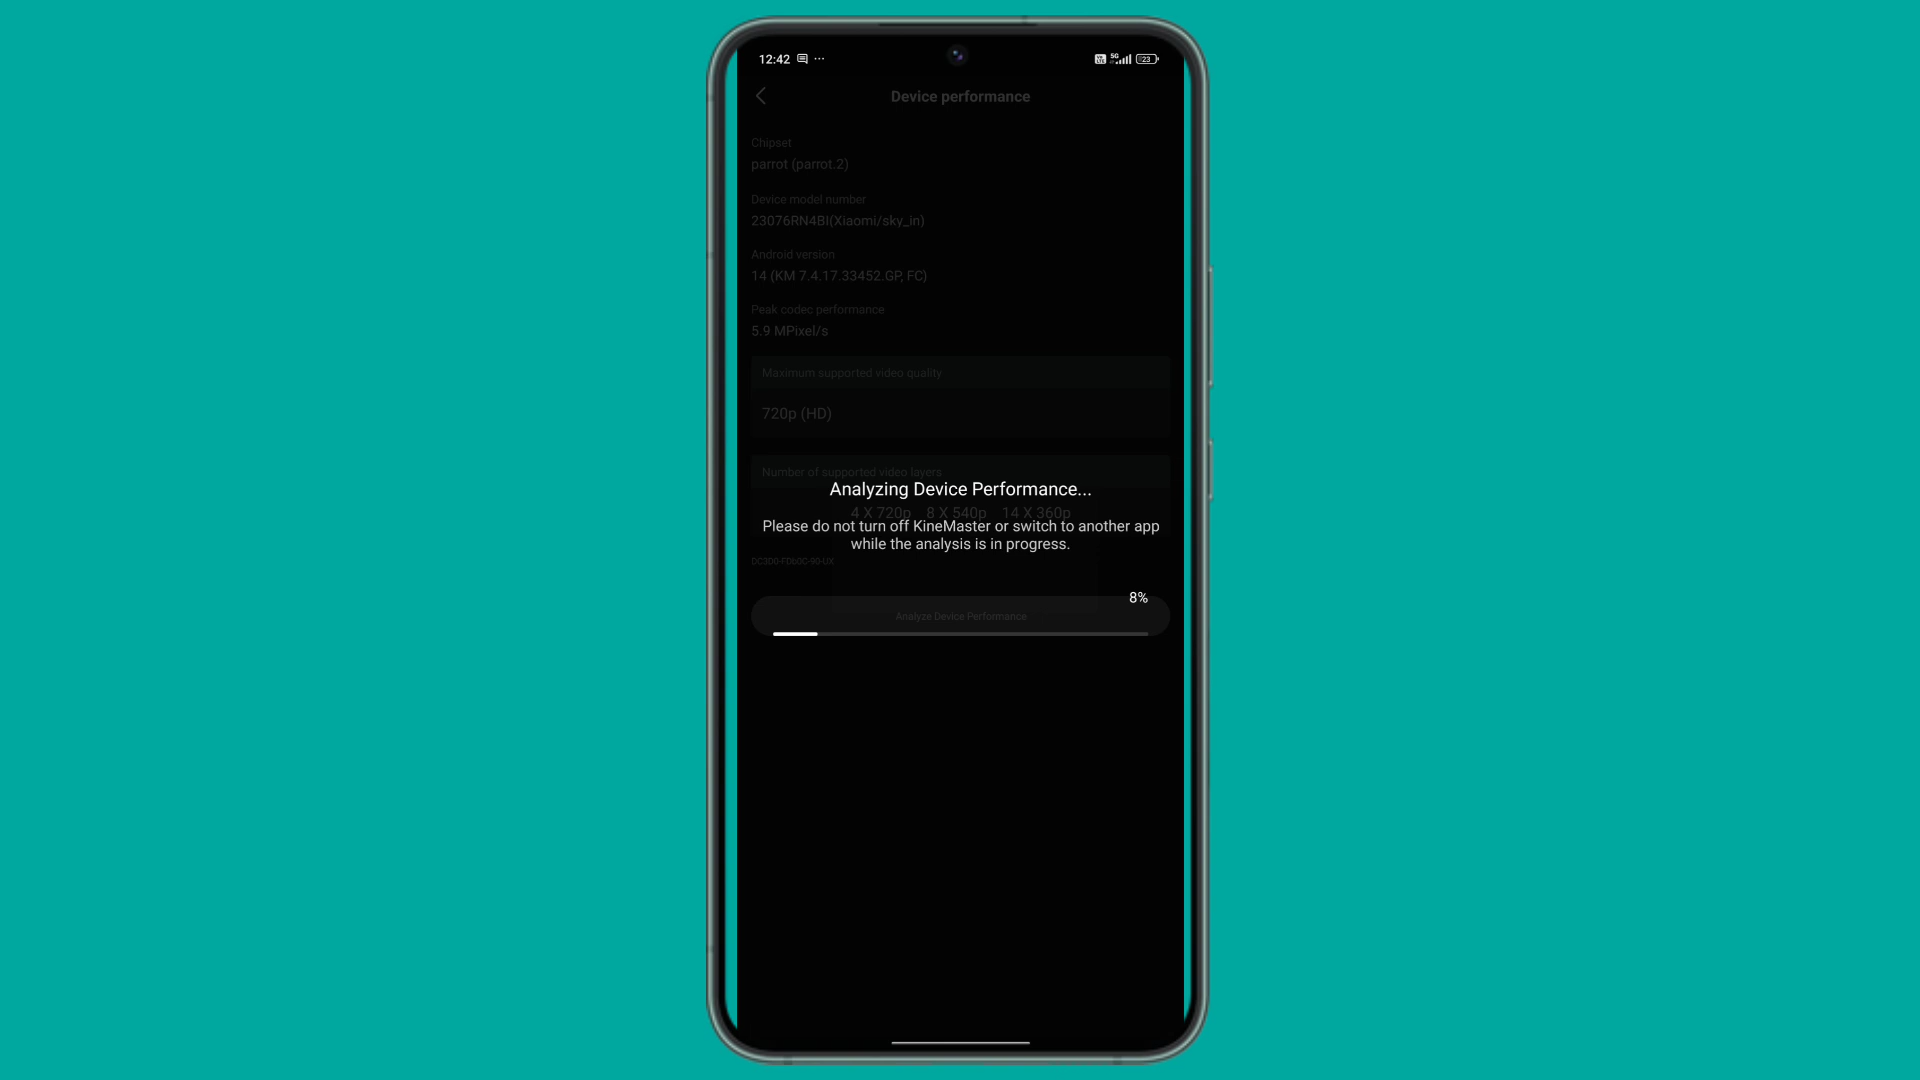 12:42 ... 5G 23
Device performance
Chipset
parrot (parrot.2)
Device model number
23076RN4BI(Xiaomi/sky_in)
Android version
14 (KM 7.4.17.33452.GP, FC)
Peak codec performance
5.9 MPixel/s
Maximum supported video quality
720p (HD)
Number of supported video layers
Analyzing Device Performance...
4 X 720p 8 X 540p 14 X 360p
Please do not turn off KineMaster or switch to another app
while the analysis is in progress.
8%
Analyze Device Performance